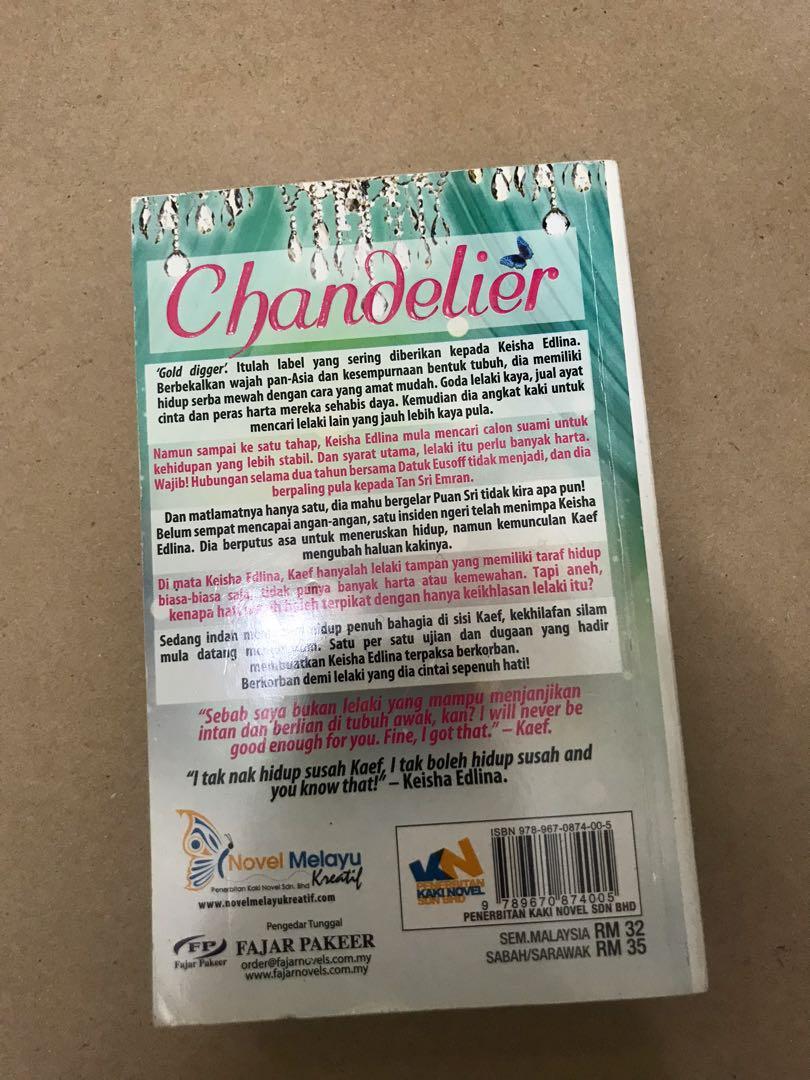 Chandelier
'Gold digger'. Itulah label yang sering diberikan kepada Keisha Edlina.
Berbekalkan wajah pan-Asia dan kesempurnaan bentuk tubuh, dia memiliki
hidup serba mewah dengan cara yang amat mudah. Goda lelaki kaya, jual ayat
cinta dan peras harta mereka sehabis daya. Kemudian dia angkat kaki untuk
mencari lelaki lain yang jauh lebih kaya pula.
Namun sampai ke satu tahap, Keisha Edlina mula mencari calon suami untuk
kehidupan yang lebih stabil. Dan syarat utama, lelaki itu perlu banyak harta.
Wajib! Hubungan selama dua tahun bersama Datuk Eusoff tidak menjadi, dan dia
berpaling pula kepada Tan Sri Emran.
Dan matlamatnya hanya satu, dia mahu bergelar Puan Sri tidak kira apa pun!
Belum sempat mencapai angan-angan, satu insiden ngeri telah menimpa Keisha
Edlina. Dia berputus asa untuk meneruskan hidup, namun kemunculan Kaef
mengubah haluan kakinya.
Di mata Keisha Edlina, Kaef hanyalah lelaki tampan yang memiliki taraf hidup
biasa-biasa saja, tidak punya banyak harta atau kemewahan. Tapi aneh,
kenapa boleh terpikat dengan hanya keikhlasan lelaki itu?
Sedang indah hidup penuh bahagia di sisi Kaef, kekhilafan silam
mula datang Satu per satu ujian dan dugaan yang hadir
membuatkan Keisha Edlina terpaksa berkorban.
Berkorban demi lelaki yang dia cintai sepenuh hati!
"Sebab saya bukan lelaki yang mampu menjanjikan
intan dan berlian di tubuh awak, kan? I will never be
good enough for you. Fine, I got that." – Kaef.
"I tak nak hidup susah Kaef, I tak boleh hidup susah and
you know that!" – Keisha Edlina.
Novel Melayu
Kreatif
Penerbitan Kaki Novel Sdn. Bhd
www.novelmelayukreatif.com
Pengedar Tunggal
FP
Fajar Pakeer
FAJAR PAKEER
order@fajarnovels.com.my
www.fajarnovels.com.my
KN
PENERBITAN
KAKI NOVEL
SDN BHD
ISBN 978-967-0874-00-5
9 789670 874005
PENERBITAN KAKI NOVEL SDN BHD
SEM.MALAYSIA RM 32
SABAH/SARAWAK RM 35